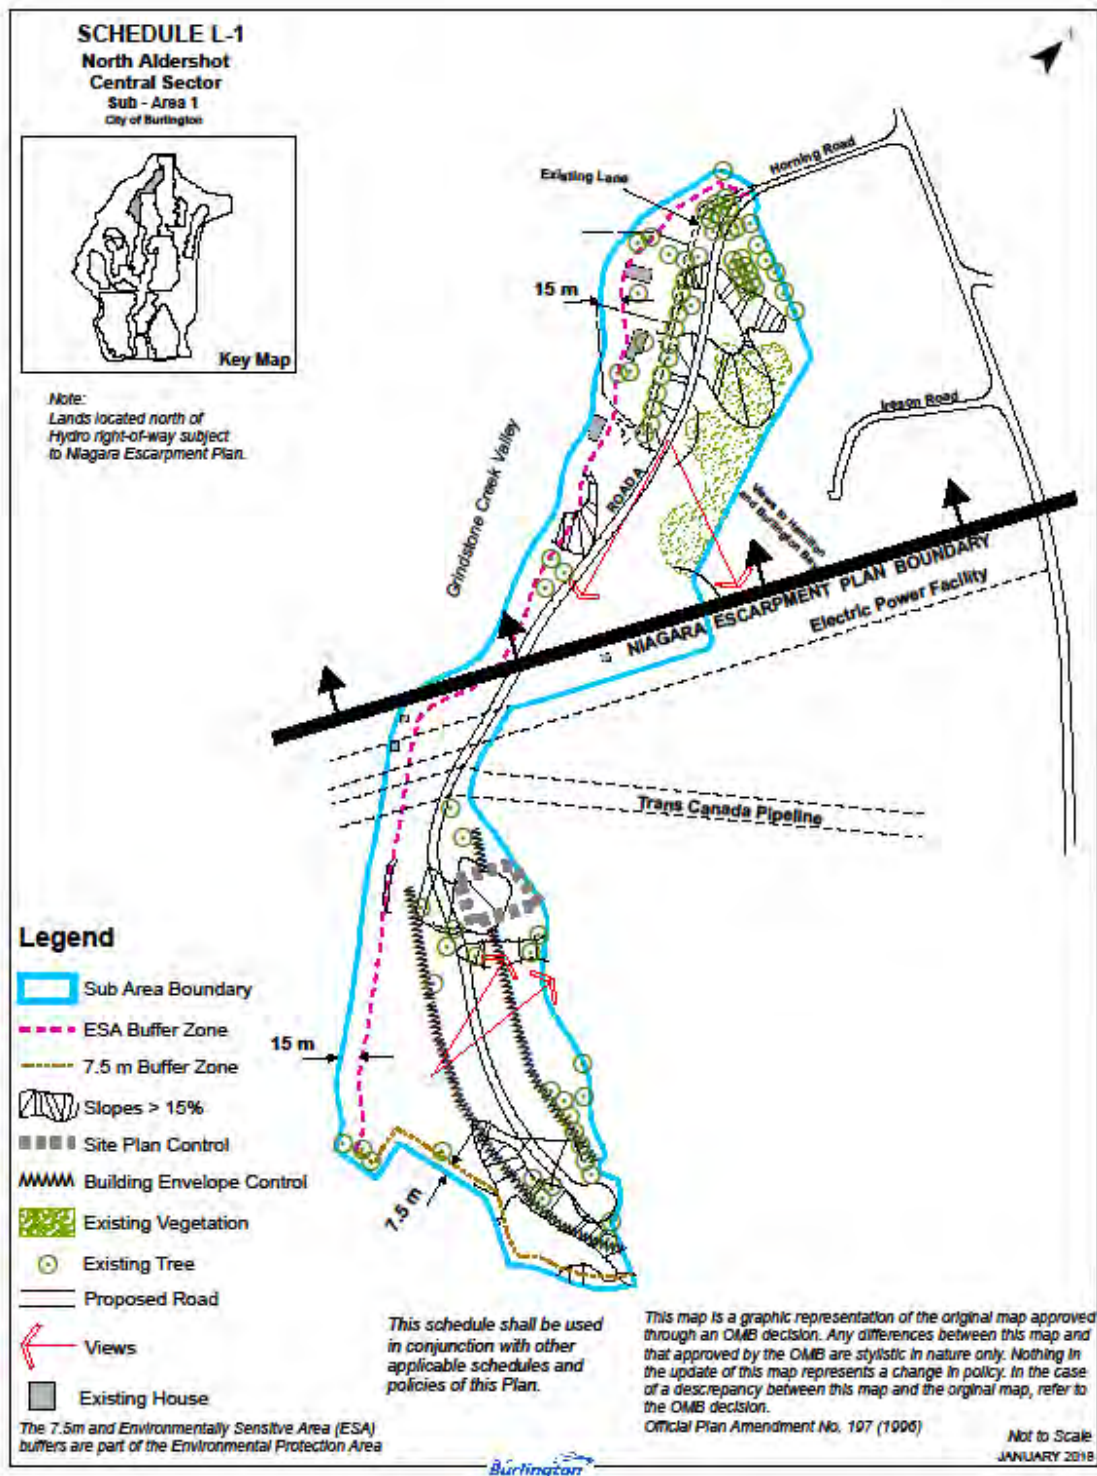 SCHEDULE L-1
North Aldershot
Central Sector
Sub - Area 1
City of Burlington
Key Map
Note:
Lands located north of
Hydro right-of-way subject
to Niagara Escarpment Plan.
Horning Road
Existing Lane
15 m
Ireson Road
Grindstone Creek Valley
ROAD A
Views to Hamilton
and Burlington Bay
NIAGARA ESCARPMENT PLAN BOUNDARY
Electric Power Facility
Trans Canada Pipeline
Legend
Sub Area Boundary
ESA Buffer Zone
7.5 m Buffer Zone
Slopes > 15%
Site Plan Control
Building Envelope Control
Existing Vegetation
Existing Tree
Proposed Road
Views
Existing House
15 m
7.5 m
The 7.5m and Environmentally Sensitve Area (ESA)
buffers are part of the Environmental Protection Area
This schedule shall be used
in conjunction with other
applicable schedules and
policies of this Plan.
This map is a graphic representation of the original map approved
through an OMB decision. Any differences between this map and
that approved by the OMB are stylistic in nature only. Nothing in
the update of this map represents a change in policy. In the case
of a descrepancy between this map and the orginal map, refer to
the OMB decision.
Official Plan Amendment No. 197 (1996)
Not to Scale
JANUARY 2018
Burlington